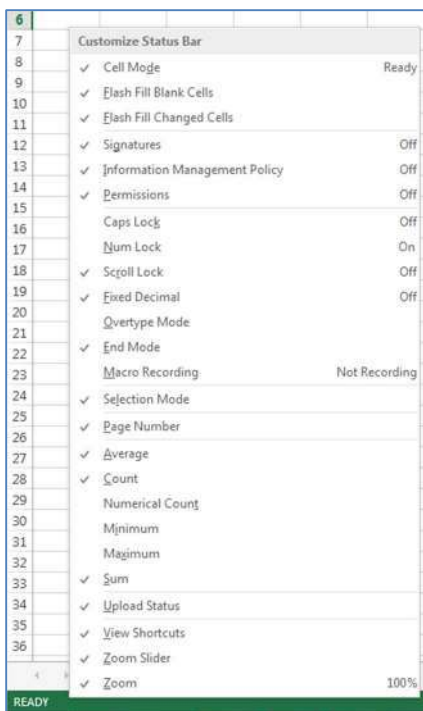 6
7
Customize Status Bar
8
Cell Mode Ready
9
Flash Fill Blank Cells
10
Flash Fill Changed Cells
11
12
Signatures Off
13
Information Management Policy Off
14
Permissions Off
15
Caps Lock Off
16
Num Lock On
17
18
Scroll Lock Off
19
Fixed Decimal Off
20
Overtype Mode
21
22
End Mode
23
Macro Recording Not Recording
24
Selection Mode
25
Page Number
26
27
Average
28
Count
29
Numerical Count
30
Minimum
31
Maximum
32
33
Sum
34
Upload Status
35
View Shortcuts
36
Zoom Slider
Zoom 100%
READY